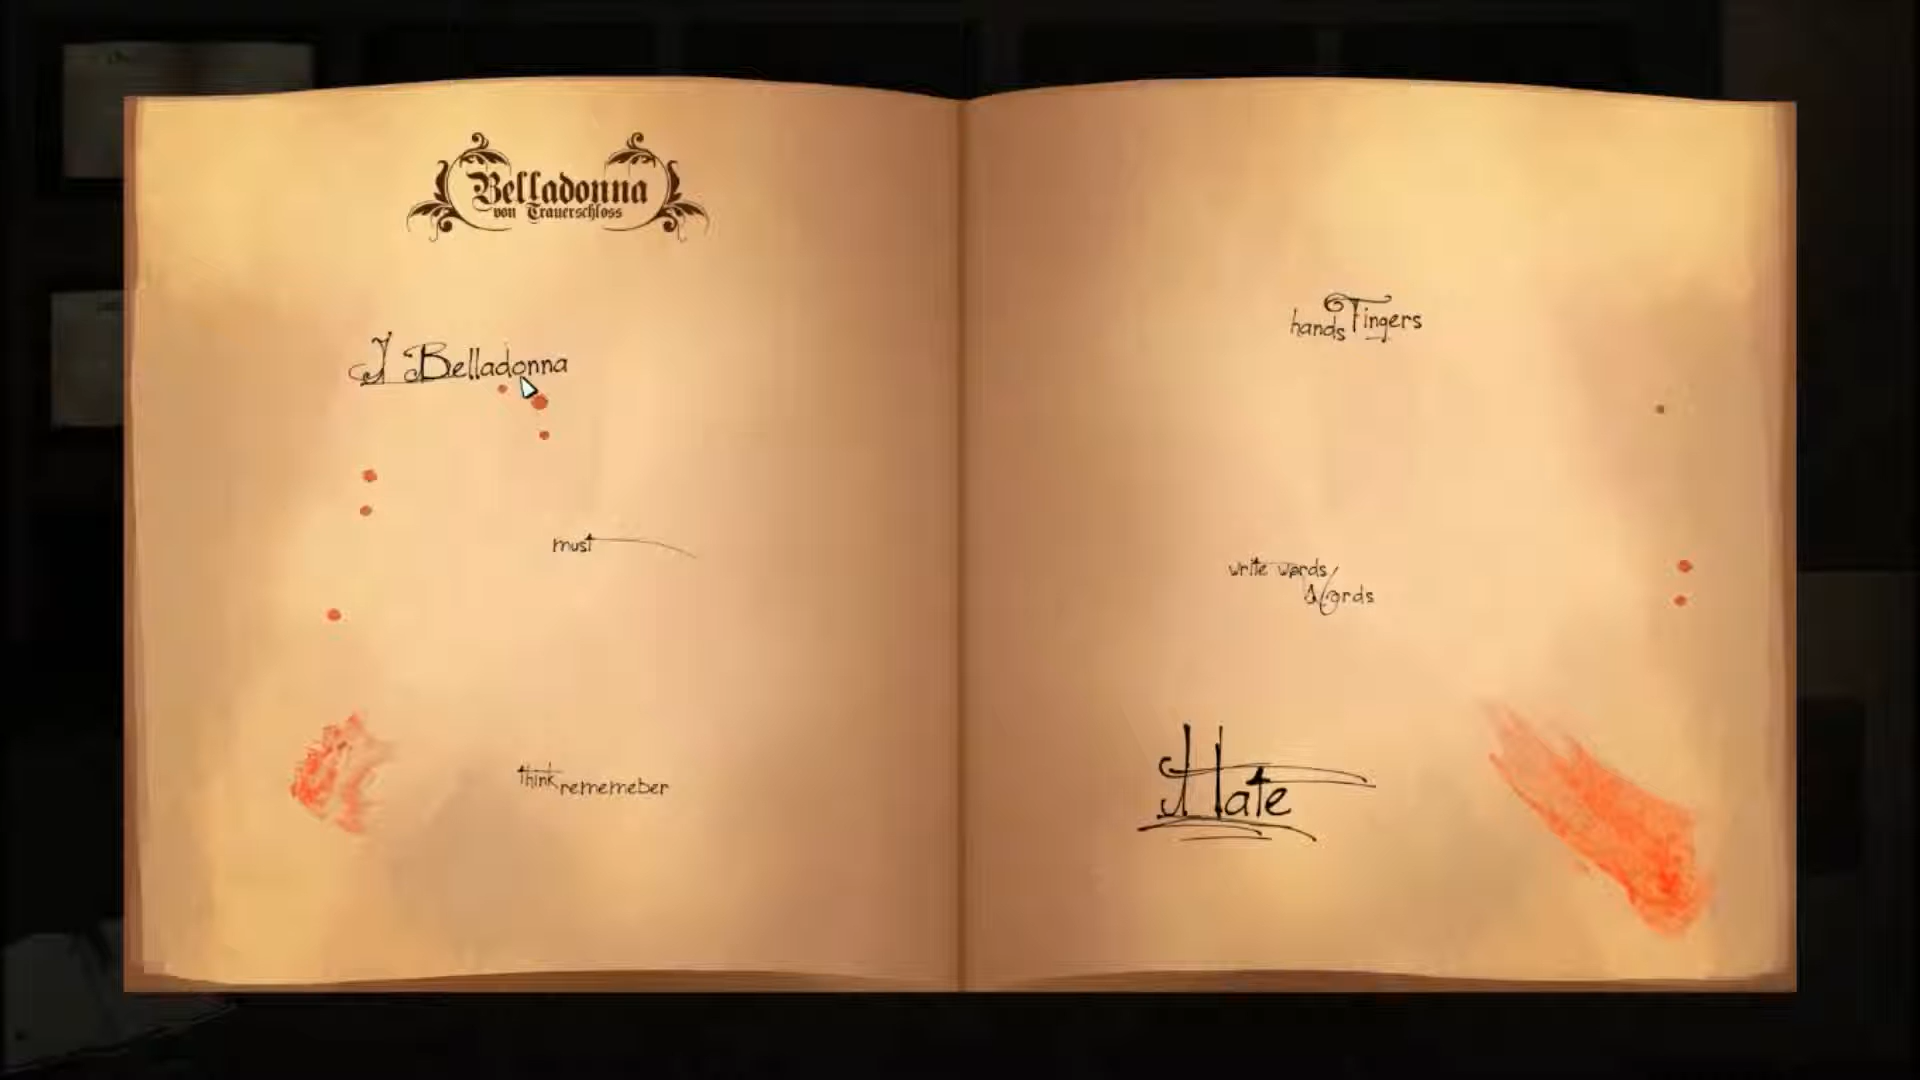 Belladonna
von Trauerschloss
I Belladonna
must
think rememeber
hands Fingers
write words
Words
Hate